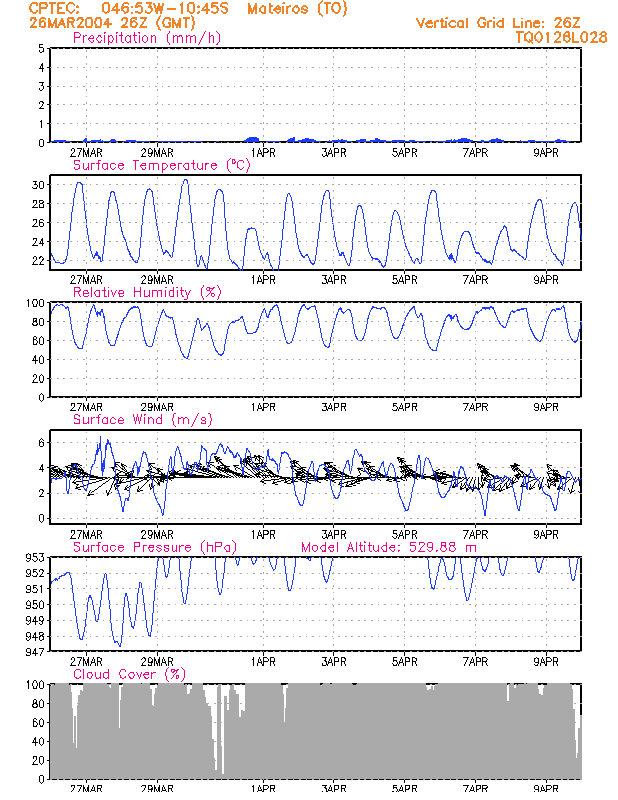 CPTEC: 046:53W-10:45S Mateiros (TO)
26MAR2004 26Z (GMT) Vertical Grid Line: 26Z
Precipitation (mm/h) TQ0126L028
5
4
3
2
1
0
27MAR 29MAR 1APR 3APR 5APR 7APR 9APR
Surface Temperature (°C)
30
28
26
24
22
27MAR 29MAR 1APR 3APR 5APR 7APR 9APR
Relative Humidity (%)
100
80
60
40
20
0
27MAR 29MAR 1APR 3APR 5APR 7APR 9APR
Surface Wind (m/s)
6
4
2
0
27MAR 29MAR 1APR 3APR 5APR 7APR 9APR
Surface Pressure (hPa) Model Altitude: 529.88 m
953
952
951
950
949
948
947
27MAR 29MAR 1APR 3APR 5APR 7APR 9APR
Cloud Cover (%)
100
80
60
40
20
0
27MAR 29MAR 1APR 3APR 5APR 7APR 9APR